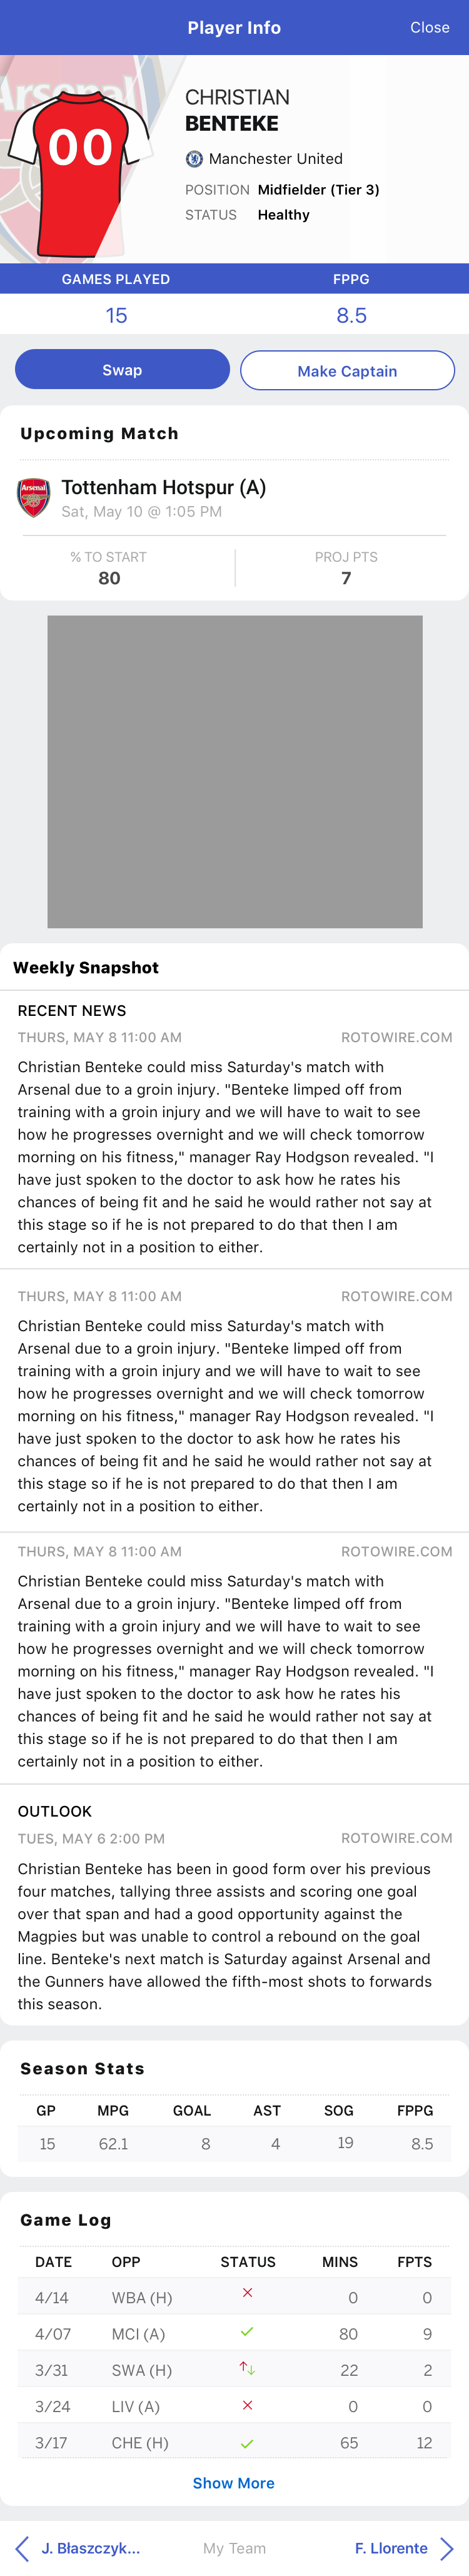 Player Info
Close
Arsenal
00
CHRISTIAN
BENTEKE
Manchester United
POSITION Midfielder (Tier 3)
STATUS Healthy
GAMES PLAYED FPPG
15 8.5
Swap Make Captain
Upcoming Match
Arsenal
Tottenham Hotspur (A)
Sat, May 10 @ 1:05 PM
% TO START PROJ PTS
80 7
Weekly Snapshot
RECENT NEWS
THURS, MAY 8 11:00 AM ROTOWIRE.COM
Christian Benteke could miss Saturday's match with
Arsenal due to a groin injury. "Benteke limped off from
training with a groin injury and we will have to wait to see
how he progresses overnight and we will check tomorrow
morning on his fitness," manager Ray Hodgson revealed. "I
have just spoken to the doctor to ask how he rates his
chances of being fit and he said he would rather not say at
this stage so if he is not prepared to do that then I am
certainly not in a position to either.
THURS, MAY 8 11:00 AM ROTOWIRE.COM
Christian Benteke could miss Saturday's match with
Arsenal due to a groin injury. "Benteke limped off from
training with a groin injury and we will have to wait to see
how he progresses overnight and we will check tomorrow
morning on his fitness," manager Ray Hodgson revealed. "I
have just spoken to the doctor to ask how he rates his
chances of being fit and he said he would rather not say at
this stage so if he is not prepared to do that then I am
certainly not in a position to either.
THURS, MAY 8 11:00 AM ROTOWIRE.COM
Christian Benteke could miss Saturday's match with
Arsenal due to a groin injury. "Benteke limped off from
training with a groin injury and we will have to wait to see
how he progresses overnight and we will check tomorrow
morning on his fitness," manager Ray Hodgson revealed. "I
have just spoken to the doctor to ask how he rates his
chances of being fit and he said he would rather not say at
this stage so if he is not prepared to do that then I am
certainly not in a position to either.
OUTLOOK
TUES, MAY 6 2:00 PM ROTOWIRE.COM
Christian Benteke has been in good form over his previous
four matches, tallying three assists and scoring one goal
over that span and had a good opportunity against the
Magpies but was unable to control a rebound on the goal
line. Benteke's next match is Saturday against Arsenal and
the Gunners have allowed the fifth-most shots to forwards
this season.
Season Stats
GP MPG GOAL AST SOG FPPG
15 62.1 8 4 19 8.5
Game Log
DATE OPP STATUS MINS FPTS
4/14 WBA (H) 0 0
4/07 MCI (A) 80 9
3/31 SWA (H) 22 2
3/24 LIV (A) 0 0
3/17 CHE (H) 65 12
Show More
J. Błaszczyk... My Team F. Llorente